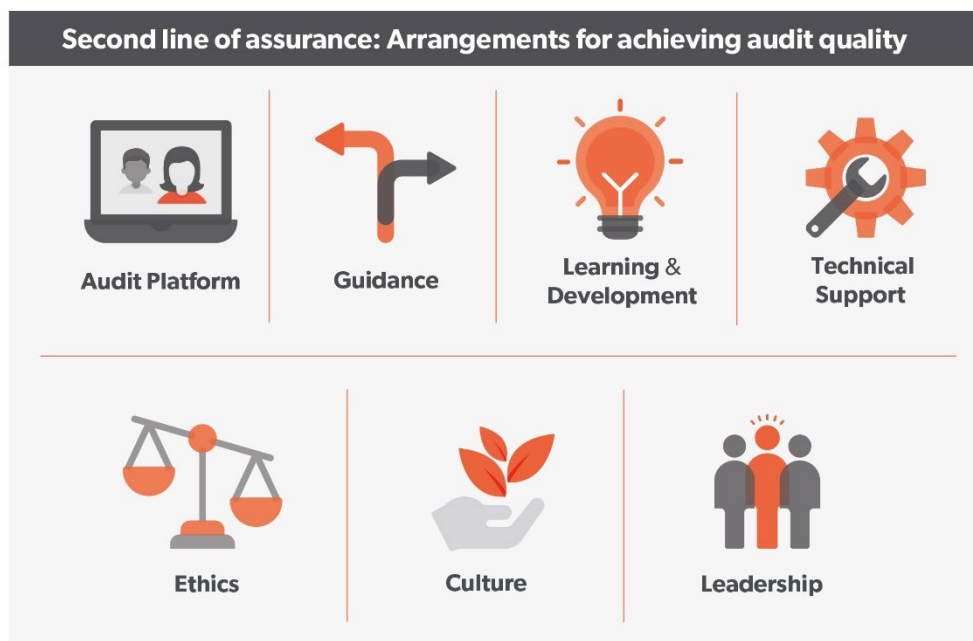 Second line of assurance: Arrangements for achieving audit quality
Audit Platform
Guidance
Learning &
Development
Technical
Support
Ethics
Culture
Leadership